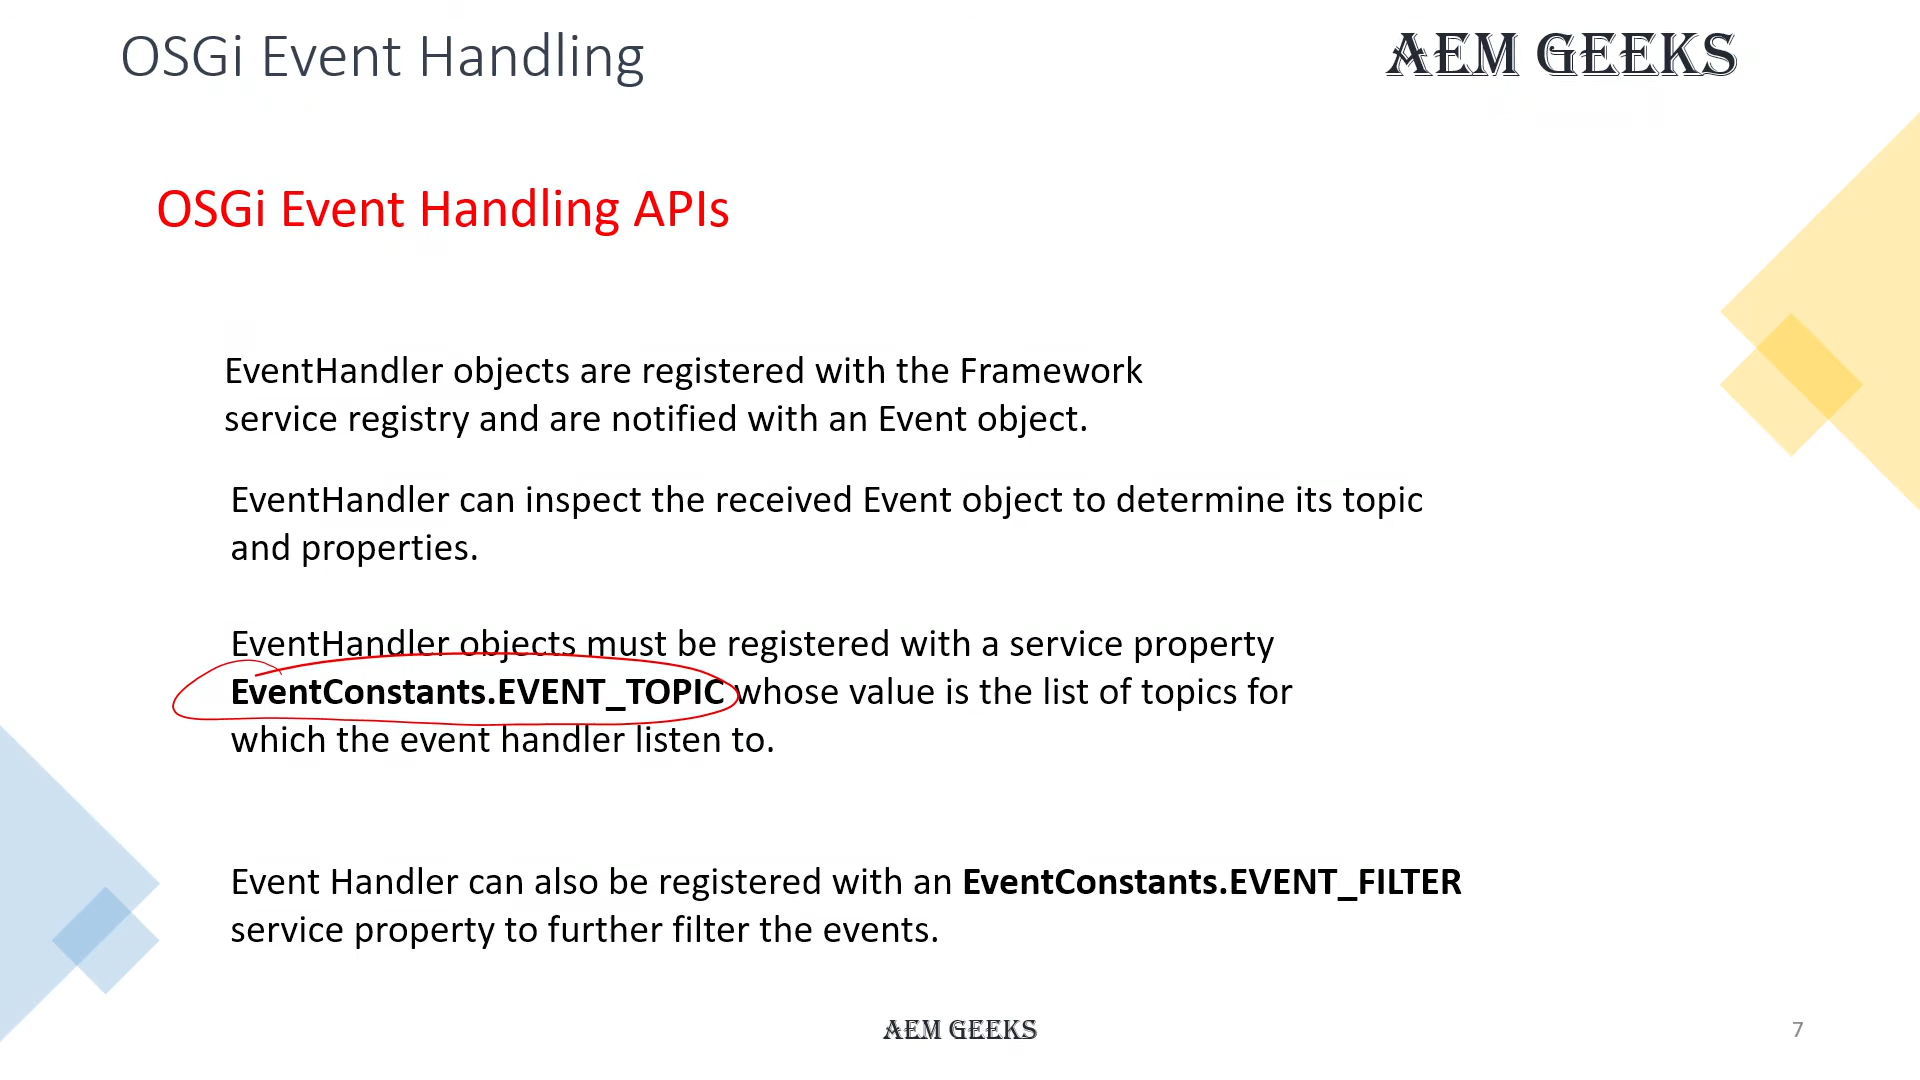 OSGi Event Handling
AEM GEEKS
OSGi Event Handling APIs
EventHandler objects are registered with the Framework
service registry and are notified with an Event object.
EventHandler can inspect the received Event object to determine its topic
and properties.
EventHandler objects must be registered with a service property
EventConstants.EVENT_TOPIC whose value is the list of topics for
which the event handler listen to.
Event Handler can also be registered with an EventConstants.EVENT_FILTER
service property to further filter the events.
AEM GEEKS
7